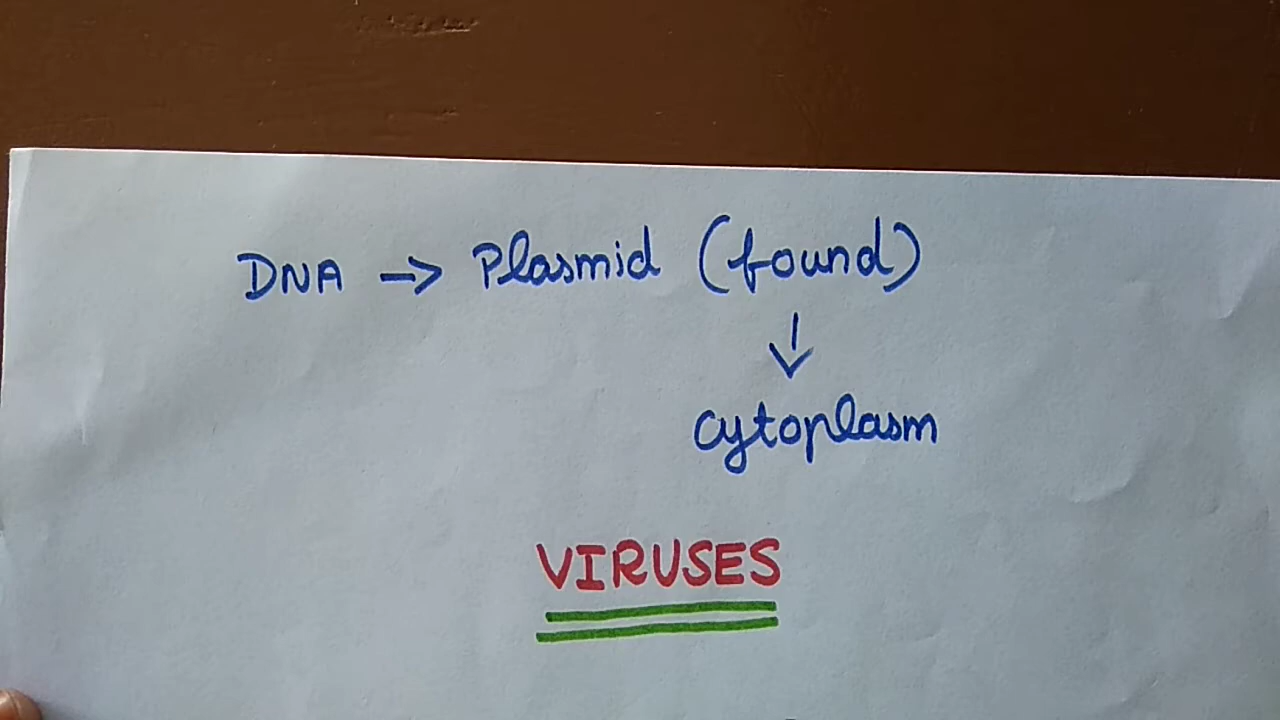 DNA → Plasmid (found)
↓
cytoplasm
VIRUSES